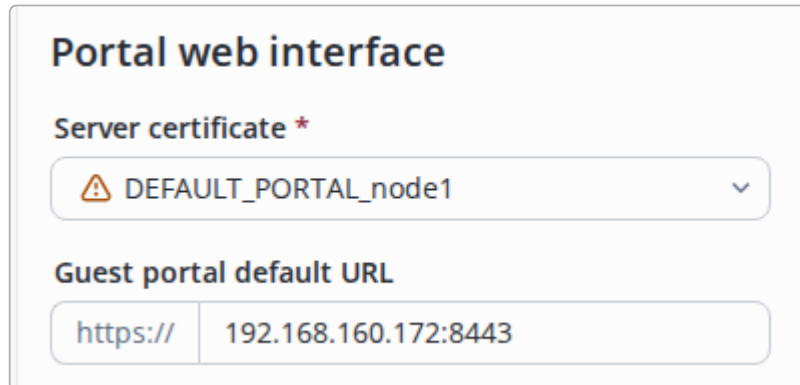 Portal web interface
Server certificate *
DEFAULT_PORTAL_node1
Guest portal default URL
https:// 192.168.160.172:8443